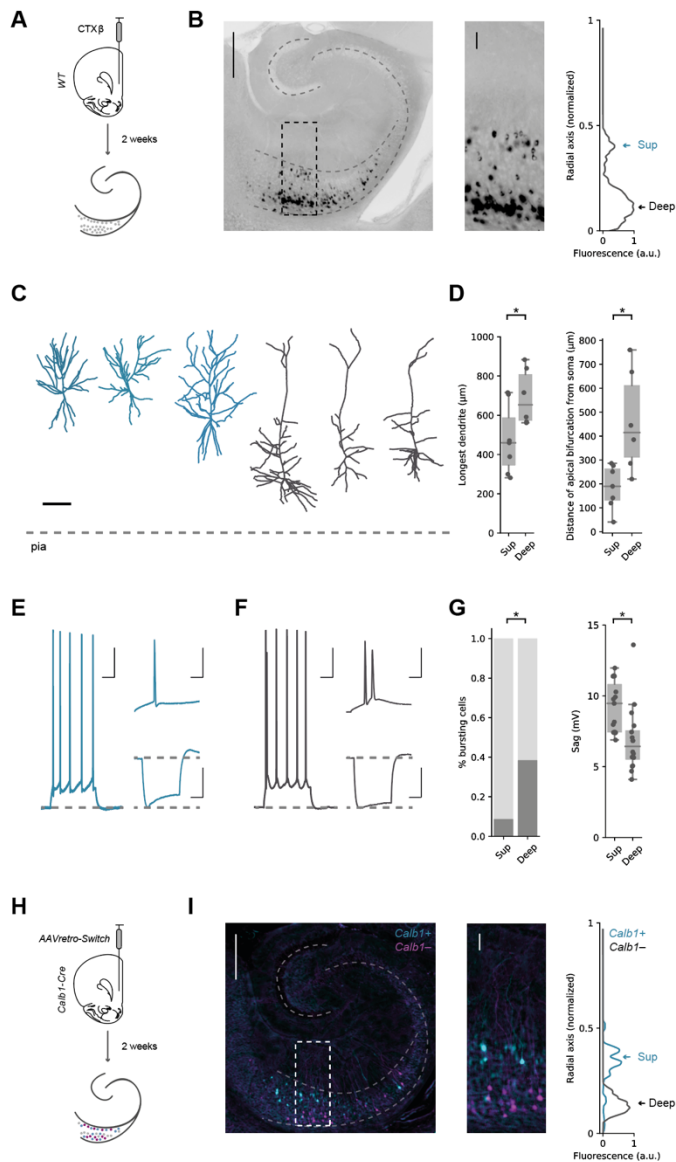 A
CTXβ
WT
2 weeks
B
Radial axis (normalized)
1
0.5
0
Sup
Deep
0
1
Fluorescence (a.u.)
C
pia
D
*
Longest dendrite (μm)
1000
800
600
400
200
0
Sup
Deep
*
Distance of apical bifurcation from soma (μm)
800
700
600
500
400
300
200
100
0
Sup
Deep
E
F
G
*
% bursting cells
1.0
0.8
0.6
0.4
0.2
0.0
Sup
Deep
*
Sag (mV)
15
10
5
0
Sup
Deep
H
AAVretro-Switch
Calb1-Cre
2 weeks
I
Calb1+
Calb1–
Radial axis (normalized)
1
0.5
0
Calb1+
Calb1–
Sup
Deep
0
1
Fluorescence (a.u.)